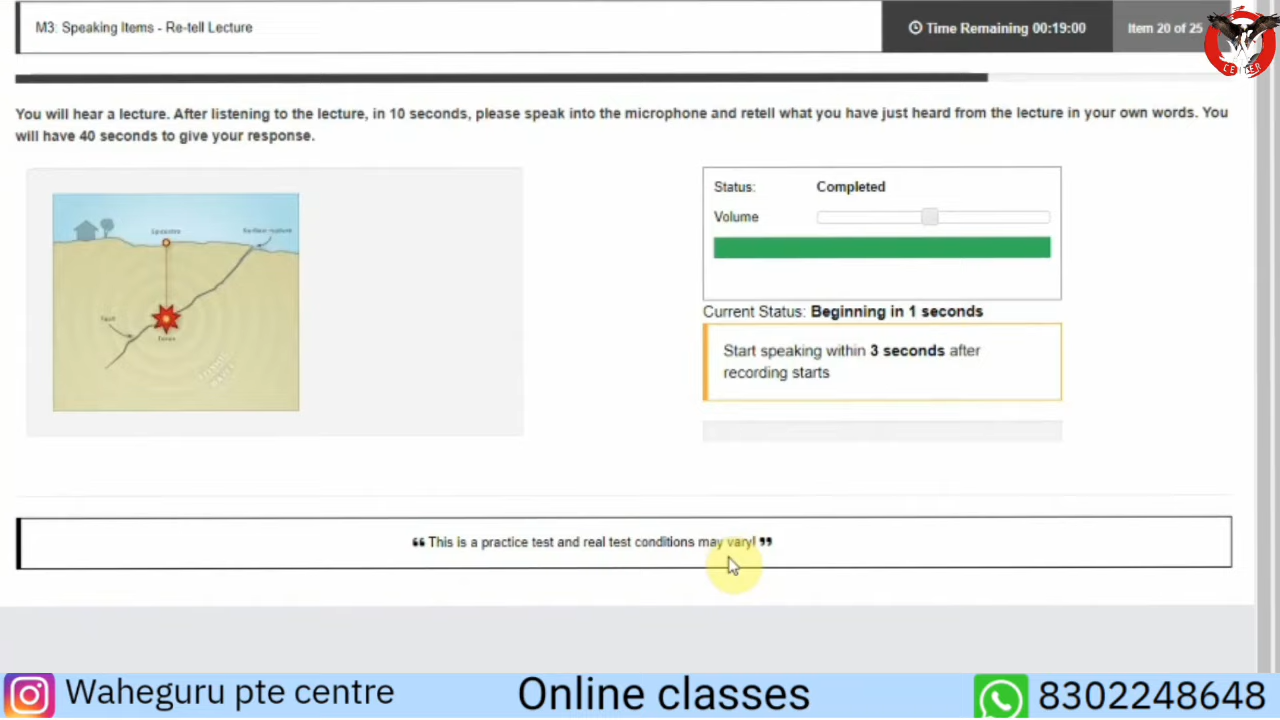 M3: Speaking Items - Re-tell Lecture
Time Remaining 00:19:00
Item 20 of 25
CENTER
You will hear a lecture. After listening to the lecture, in 10 seconds, please speak into the microphone and retell what you have just heard from the lecture in your own words. You
will have 40 seconds to give your response.
Epicentre
Surface rupture
Fault
Focus
Status: Completed
Volume
Current Status: Beginning in 1 seconds
Start speaking within 3 seconds after
recording starts
❝ This is a practice test and real test conditions may vary! ❞
Waheguru pte centre
Online classes
8302248648